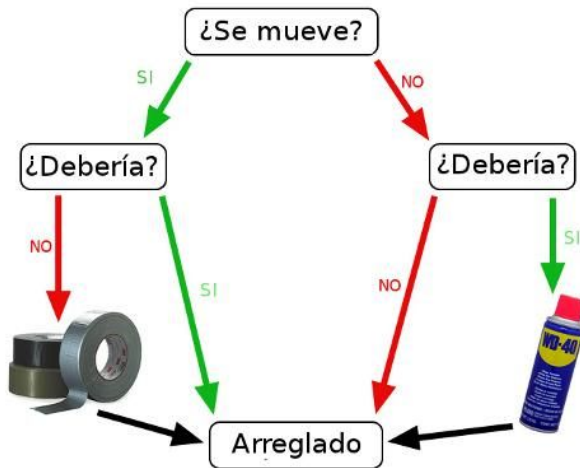 ¿Se mueve?
SI
NO
¿Debería?
¿Debería?
NO
SI
NO
SI
WD-40
Arreglado